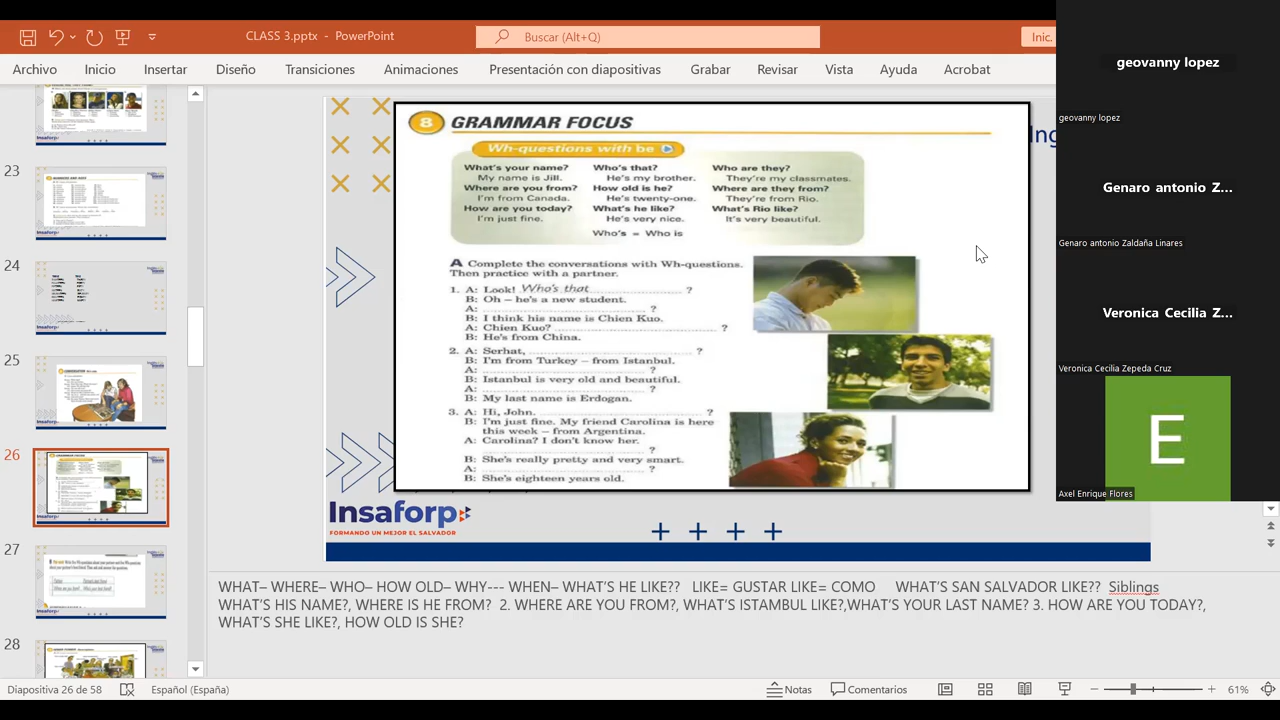 CLASS 3.pptx - PowerPoint
Buscar (Alt+Q)
Inic.
Archivo Inicio Insertar Diseño Transiciones Animaciones Presentación con diapositivas Grabar Revisar Vista Ayuda Acrobat
geovanny lopez
geovanny lopez
Genaro antonio Z...
Genaro antonio Zaldaña Linares
Veronica Cecilia Z...
Veronica Cecilia Zepeda Cruz
E
Axel Enrique Flores
23
24
25
26
27
28
8 GRAMMAR FOCUS
Ing
Wh-questions with be
What's your name? Who's that? Who are they?
My name is Jill. He's my brother. They're my classmates.
Where are you from? How old is he? Where are they from?
I'm from Canada. He's twenty-one. They're from Rio.
How are you today? What's he like? What's Rio like?
I'm just fine. He's very nice. It's very beautiful.
Who's = Who is
A Complete the conversations with Wh-questions.
Then practice with a partner.
1. A: Look! Who's that ?
B: Oh – he's a new student.
A: ?
B: I think his name is Chien Kuo.
A: Chien Kuo? ?
B: He's from China.
2. A: Serhat, ?
B: I'm from Turkey – from Istanbul.
A: ?
B: Istanbul is very old and beautiful.
A: ?
B: My last name is Erdogan.
3. A: Hi, John. ?
B: I'm just fine. My friend Carolina is here
this week – from Argentina.
A: Carolina? I don't know her.
?
B: She's really pretty and very smart.
A: ?
B: She's eighteen years old.
Insaforp
FORMANDO UN MEJOR EL SALVADOR
WHAT– WHERE– WHO– HOW OLD– WHY--- WHEN– WHAT'S HE LIKE?? LIKE= GUSTAR LIKE= COMO WHAT'S SAN SALVADOR LIKE?? Siblings
WHAT'S HIS NAME?, WHERE IS HE FROM? 2. WHERE ARE YOU FROM?, WHAT'S ISTAMBUL LIKE?,WHAT'S YOUR LAST NAME? 3. HOW ARE YOU TODAY?,
WHAT'S SHE LIKE?, HOW OLD IS SHE?
Diapositiva 26 de 58 Español (España) Notas Comentarios 61%